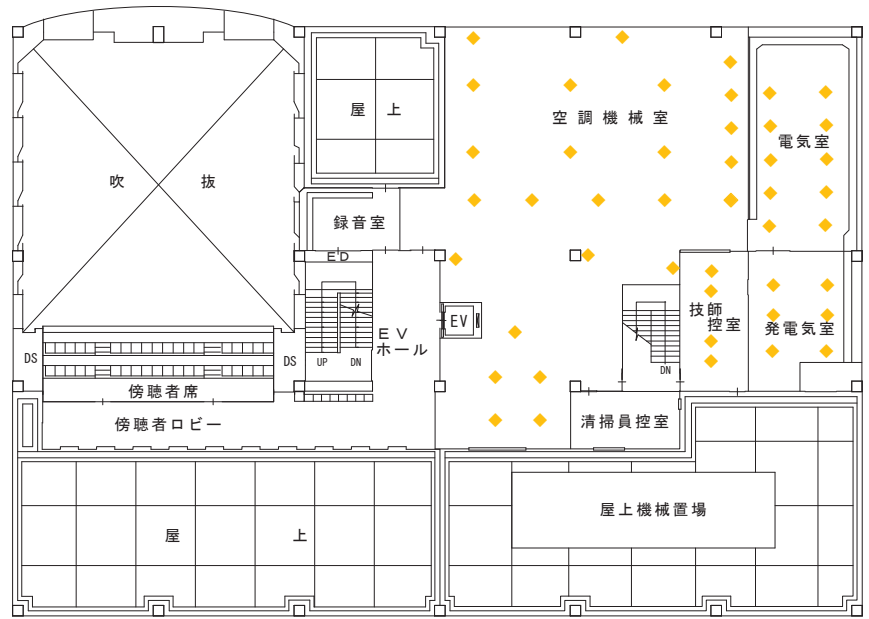 屋 上
空調機械室
電気室
吹 抜
録音室
ED
技師
控室
発電気室
EV
EV
ホール
DS
DS
UP
DN
DN
傍聴者席
傍聴者ロビー
清掃員控室
屋上機械置場
屋 上